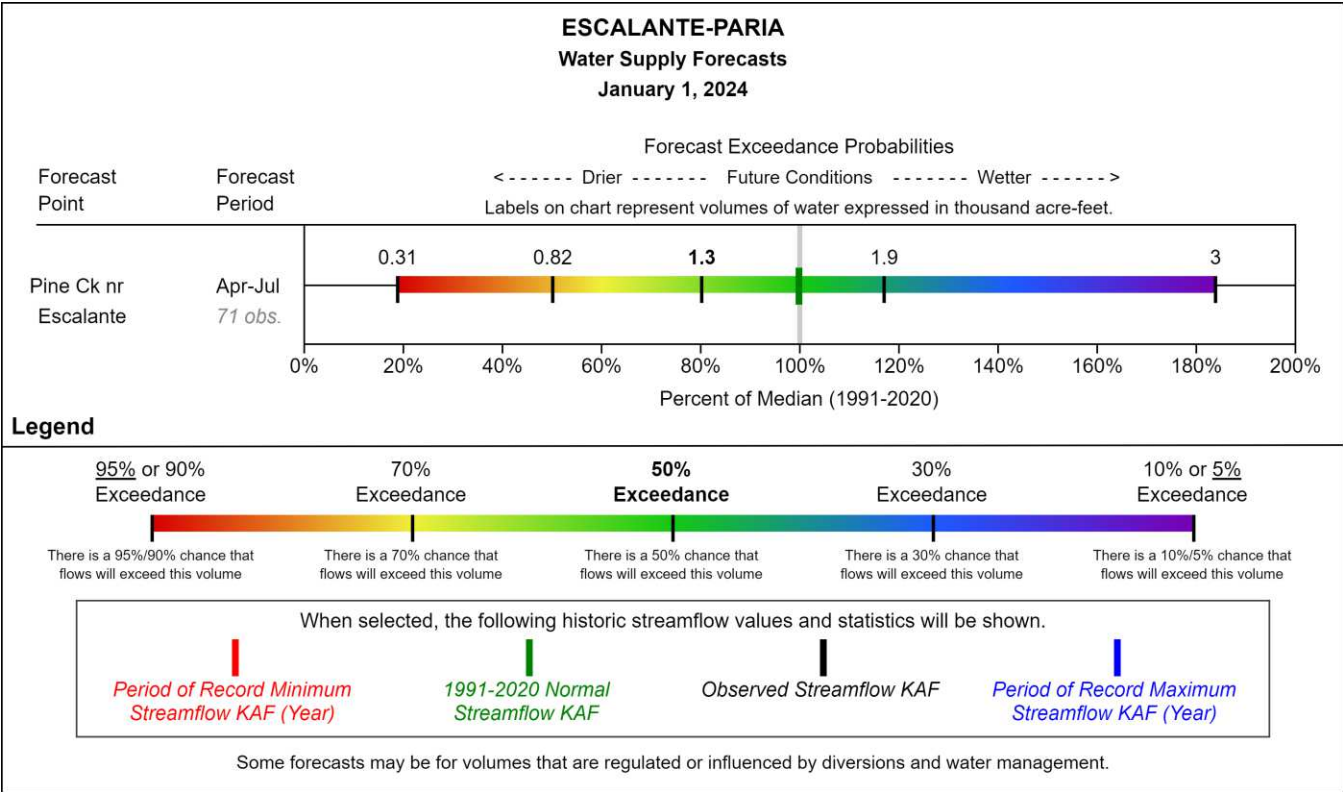 ESCALANTE-PARIA
Water Supply Forecasts
January 1, 2024
Forecast Exceedance Probabilities
Forecast Point
Forecast Period
<------ Drier ------- Future Conditions ------- Wetter ------>
Labels on chart represent volumes of water expressed in thousand acre-feet.
0.31 0.82 1.3 1.9 3
Pine Ck nr
Escalante
Apr-Jul
71 obs.
0% 20% 40% 60% 80% 100% 120% 140% 160% 180% 200%
Percent of Median (1991-2020)
Legend
95% or 90%
Exceedance
70%
Exceedance
50%
Exceedance
30%
Exceedance
10% or 5%
Exceedance
There is a 95%/90% chance that
flows will exceed this volume
There is a 70% chance that
flows will exceed this volume
There is a 50% chance that
flows will exceed this volume
There is a 30% chance that
flows will exceed this volume
There is a 10%/5% chance that
flows will exceed this volume
When selected, the following historic streamflow values and statistics will be shown.
Period of Record Minimum
Streamflow KAF (Year)
1991-2020 Normal
Streamflow KAF
Observed Streamflow KAF
Period of Record Maximum
Streamflow KAF (Year)
Some forecasts may be for volumes that are regulated or influenced by diversions and water management.